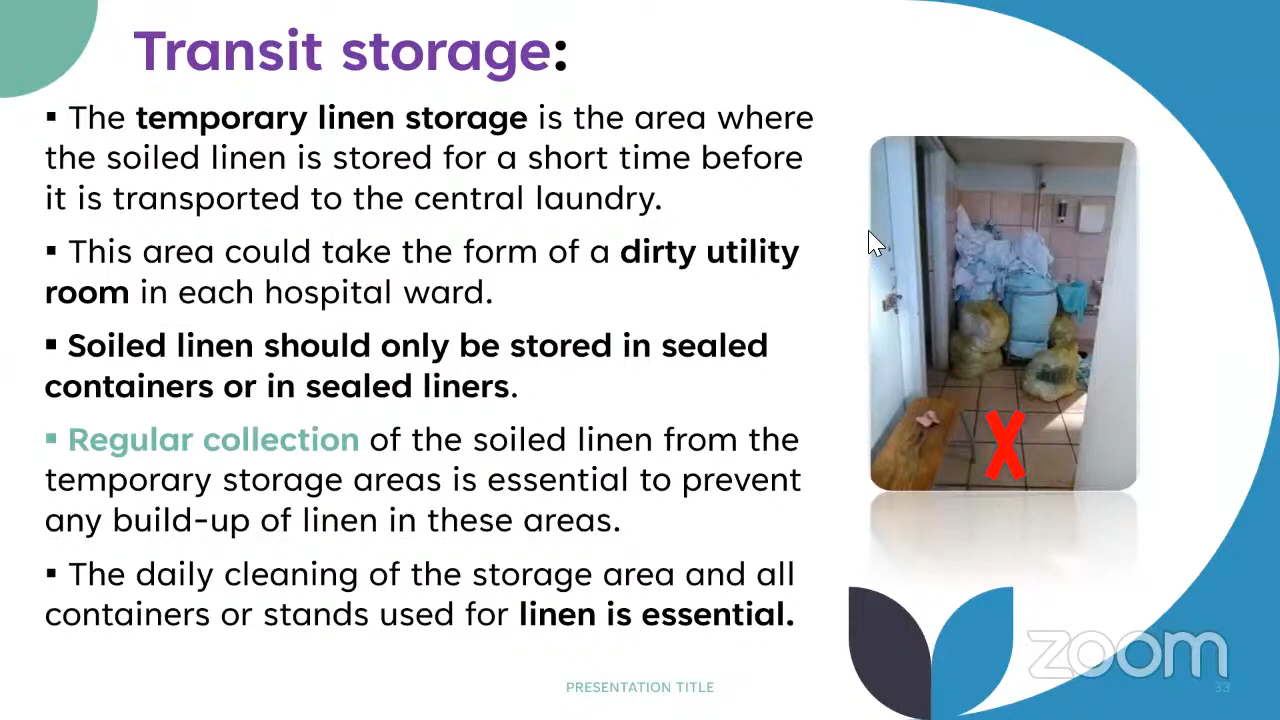 Transit storage:
▪ The temporary linen storage is the area where
the soiled linen is stored for a short time before
it is transported to the central laundry.
▪ This area could take the form of a dirty utility
room in each hospital ward.
▪ Soiled linen should only be stored in sealed
containers or in sealed liners.
▪ Regular collection of the soiled linen from the
temporary storage areas is essential to prevent
any build-up of linen in these areas.
▪ The daily cleaning of the storage area and all
containers or stands used for linen is essential.
X
zoom
PRESENTATION TITLE
33